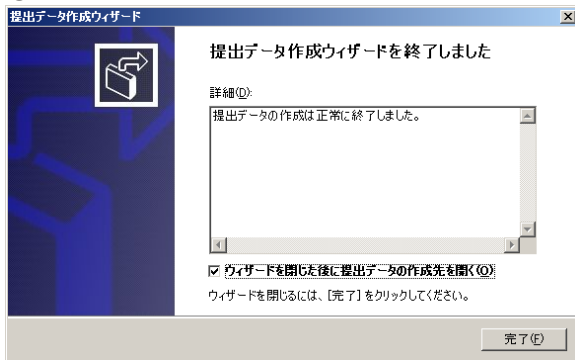 提出データ作成ウィザード
提出データ作成ウィザードを終了しました
詳細(D):
提出データの作成は正常に終了しました。
ウィザードを閉じた後に提出データの作成先を開く(O)
ウィザードを閉じるには、[完了]をクリックしてください。
完了(F)